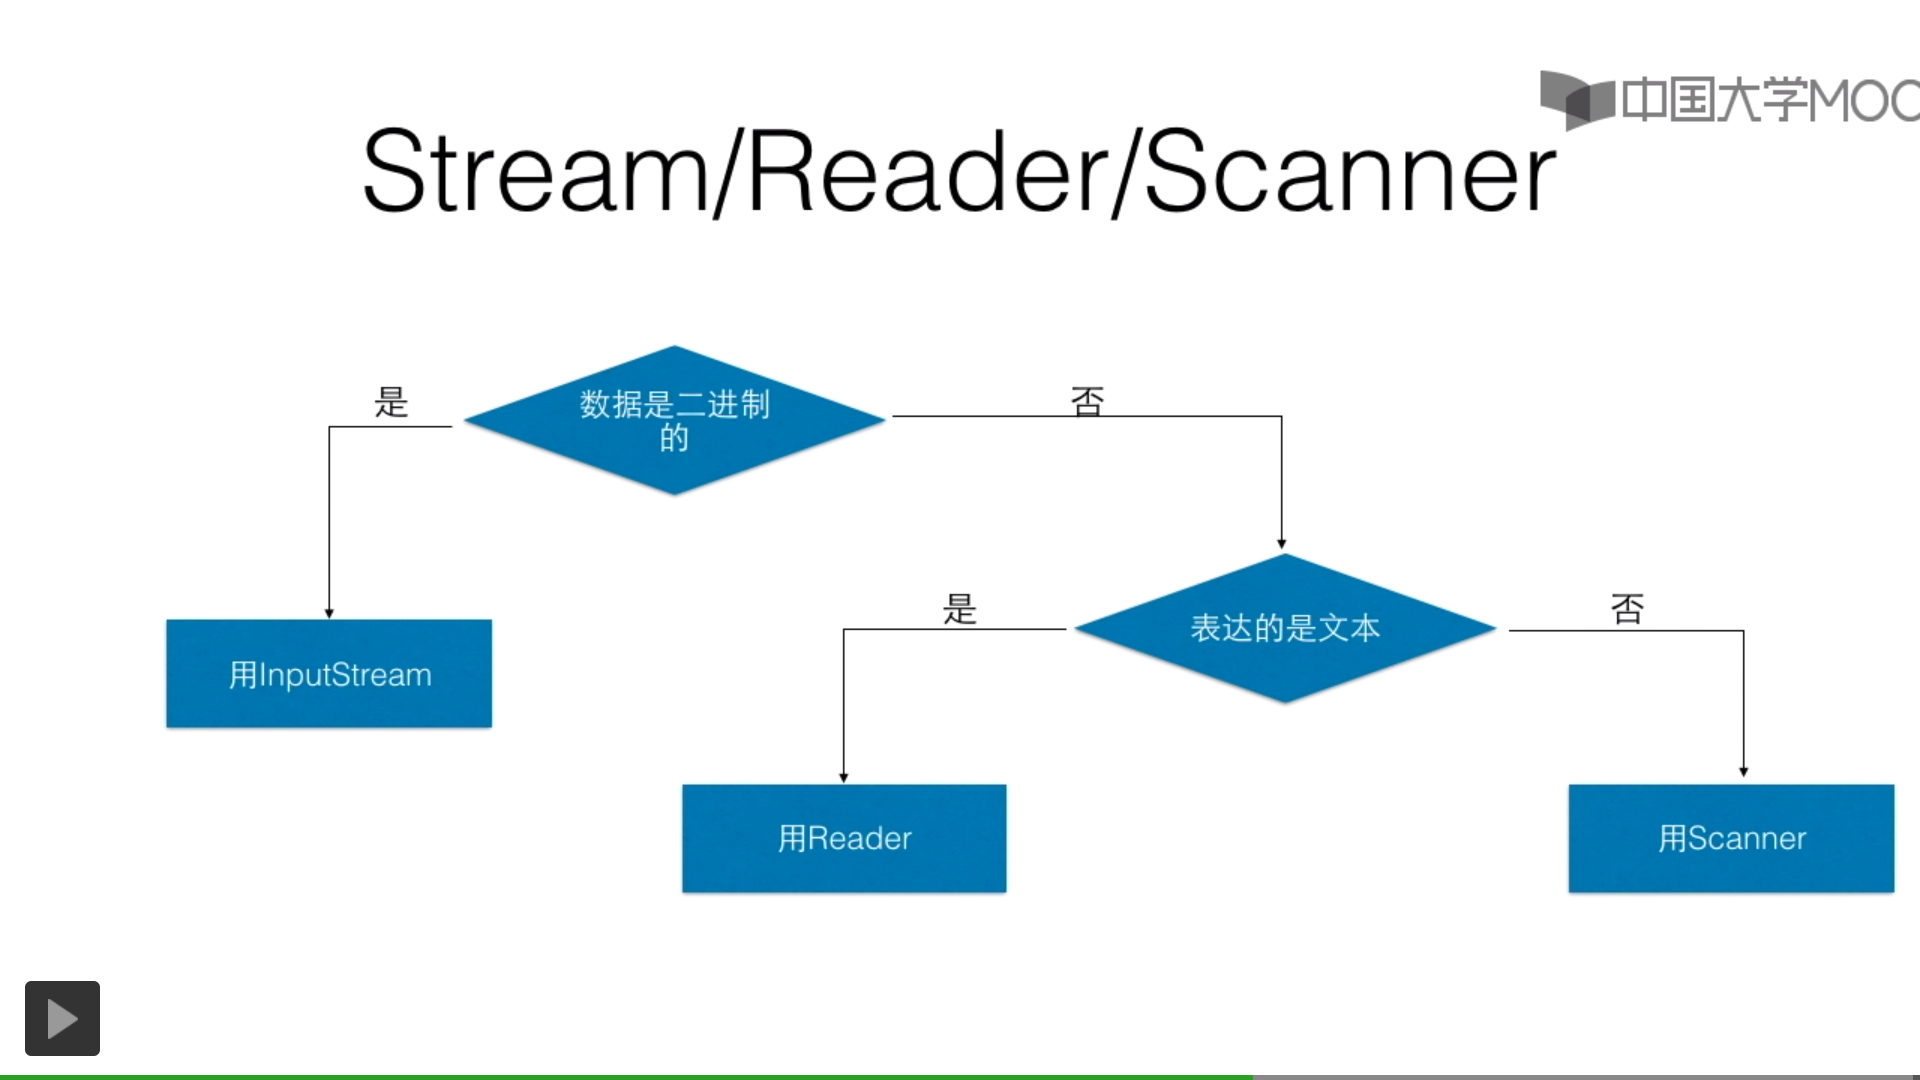 中国大学MOO
Stream/Reader/Scanner
是
数据是二进制
的
否
是
表达的是文本
否
用InputStream
用Reader
用Scanner